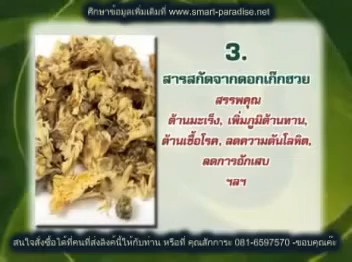 ศึกษาข้อมูลเพิ่มเติมที่ www.smart-paradise.net
3.
สารสกัดจากดอกเก๊กฮวย
สรรพคุณ
ต้านมะเร็ง, เพิ่มภูมิต้านทาน,
ต้านเชื้อโรค, ลดความดันโลหิต,
ลดการอักเสบ
ฯลฯ
สนใจสั่งซื้อได้ที่คนที่ส่งลิงค์นี้ให้กับท่าน หรือที่ คุณสักการะ 081-6597570 -ขอบคุณค๊ะ